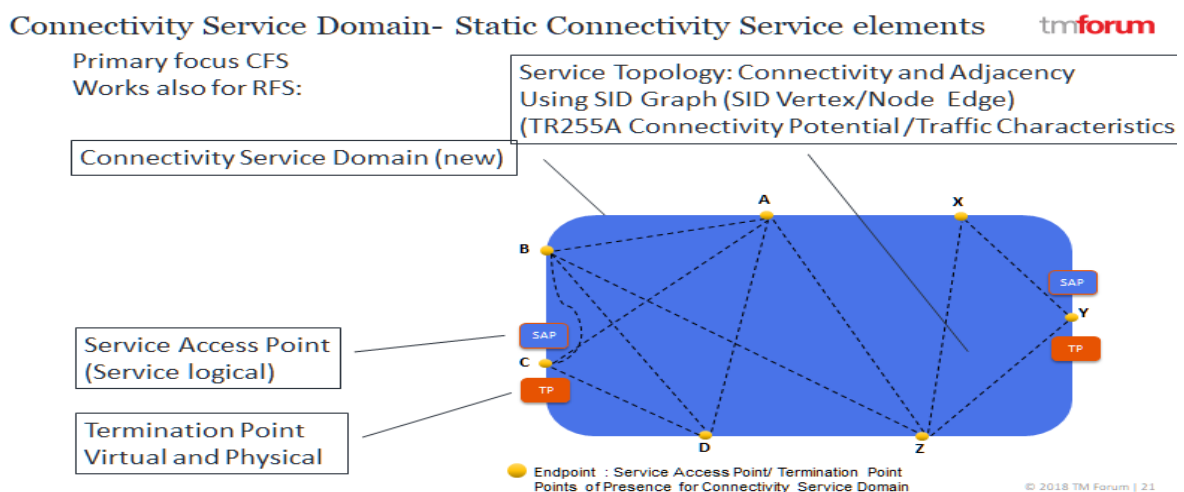 Connectivity Service Domain- Static Connectivity Service elements
tmforum
Primary focus CFS
Works also for RFS:
Service Topology: Connectivity and Adjacency
Using SID Graph (SID Vertex/Node Edge)
(TR255A Connectivity Potential /Traffic Characteristics
Connectivity Service Domain (new)
A
X
B
SAP
Y
SAP
Service Access Point
(Service logical)
C
TP
TP
Termination Point
Virtual and Physical
D
Z
Endpoint : Service Access Point/ Termination Point
Points of Presence for Connectivity Service Domain
© 2018 TM Forum | 21